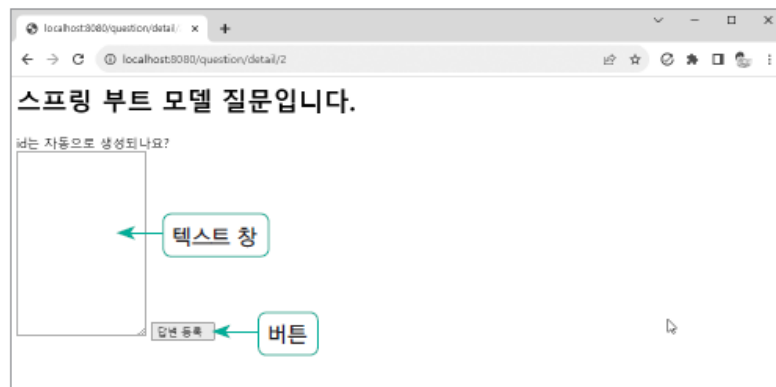 localhost:8080/question/detail/
localhost:8080/question/detail/2
스프링 부트 모델 질문입니다.
id는 자동으로 생성되나요?
텍스트 창
답변 등록
버튼